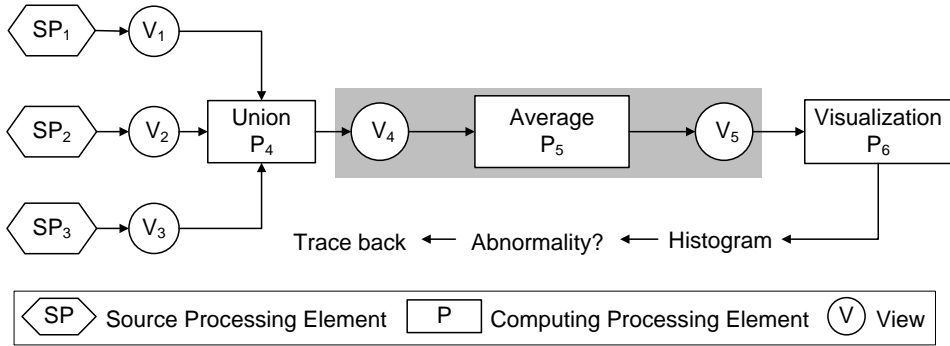 SP₁ V₁
SP₂ V₂ Union P₄ V₄ Average P₅ V₅ Visualization P₆
SP₃ V₃
Trace back Abnormality? Histogram
SP Source Processing Element P Computing Processing Element V View